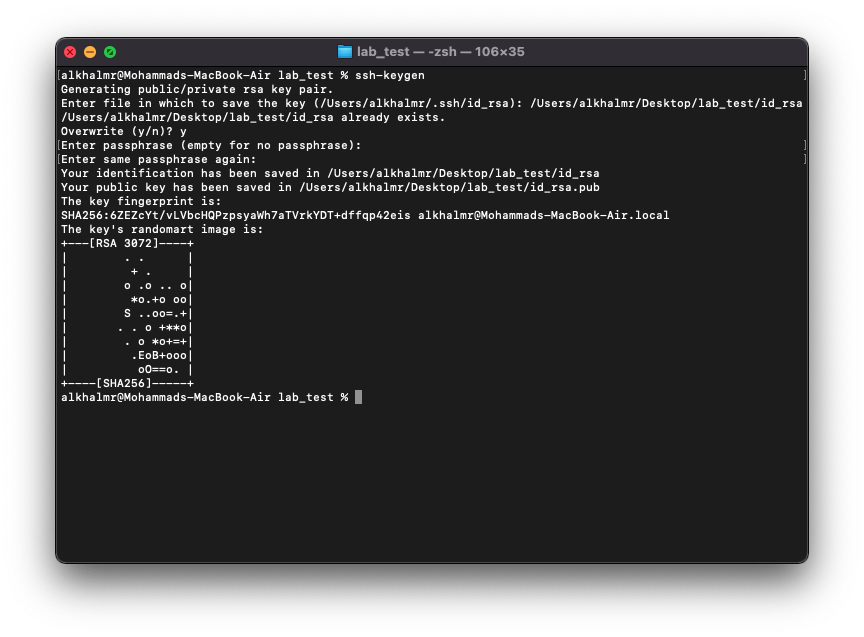 lab_test — -zsh — 106×35
[alkhalmr@Mohammads-MacBook-Air lab_test % ssh-keygen ]
Generating public/private rsa key pair.
Enter file in which to save the key (/Users/alkhalmr/.ssh/id_rsa): /Users/alkhalmr/Desktop/lab_test/id_rsa
/Users/alkhalmr/Desktop/lab_test/id_rsa already exists.
Overwrite (y/n)? y
[Enter passphrase (empty for no passphrase): ]
[Enter same passphrase again: ]
Your identification has been saved in /Users/alkhalmr/Desktop/lab_test/id_rsa
Your public key has been saved in /Users/alkhalmr/Desktop/lab_test/id_rsa.pub
The key fingerprint is:
SHA256:6ZEZcYt/vLVbcHQPzpsyaWh7aTVrkYDT+dffqp42eis alkhalmr@Mohammads-MacBook-Air.local
The key's randomart image is:
+---[RSA 3072]----+
|        . .      |
|         + .     |
|        o .o .. o|
|         *o.+o oo|
|        S ..oo=.+|
|       . . o +**o|
|        . o *o+=+|
|         .EoB+ooo|
|          oO==o. |
+----[SHA256]-----+
alkhalmr@Mohammads-MacBook-Air lab_test %